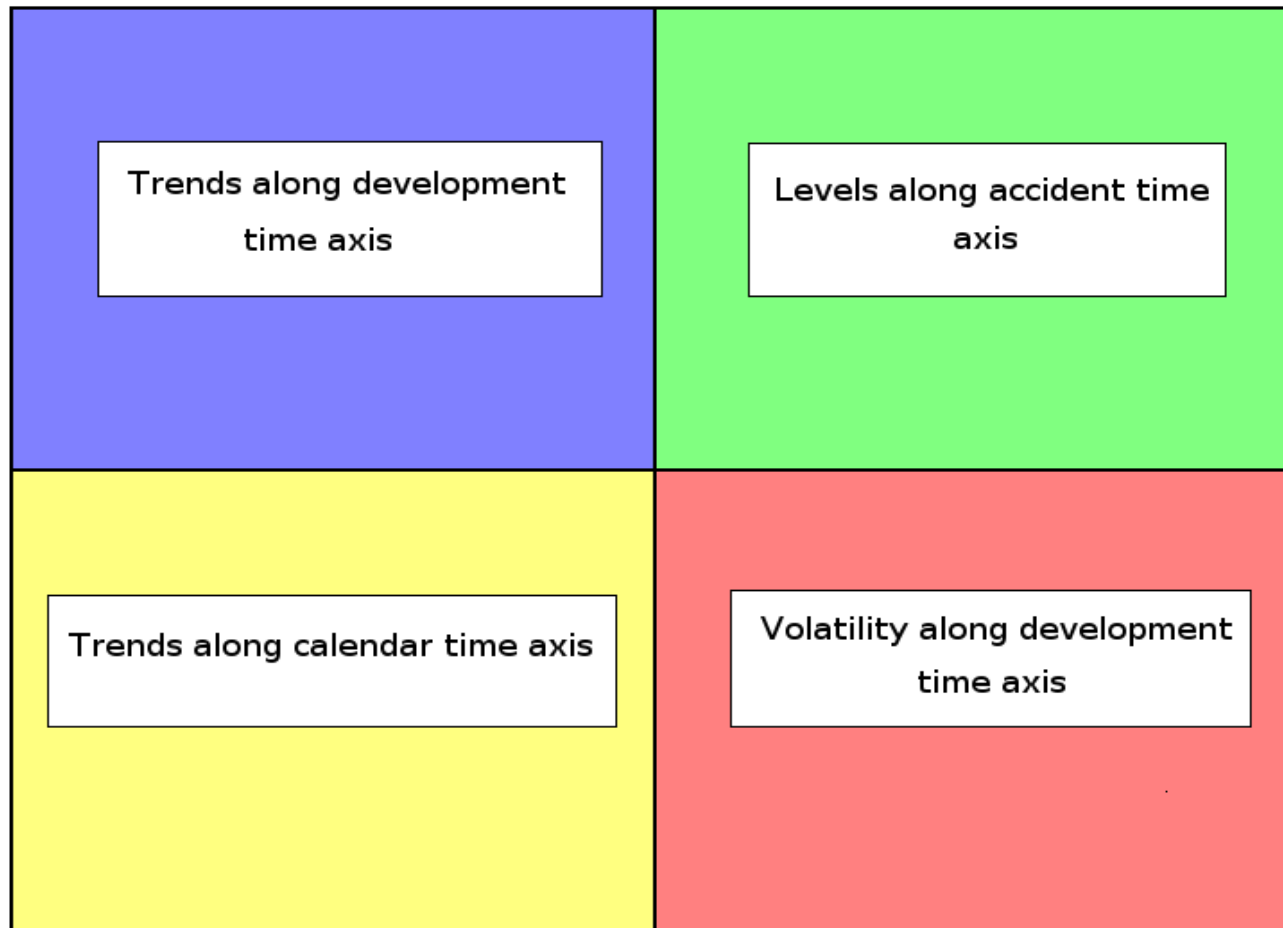 Trends along development
time axis
Levels along accident time
axis
Trends along calendar time axis
Volatility along development
time axis